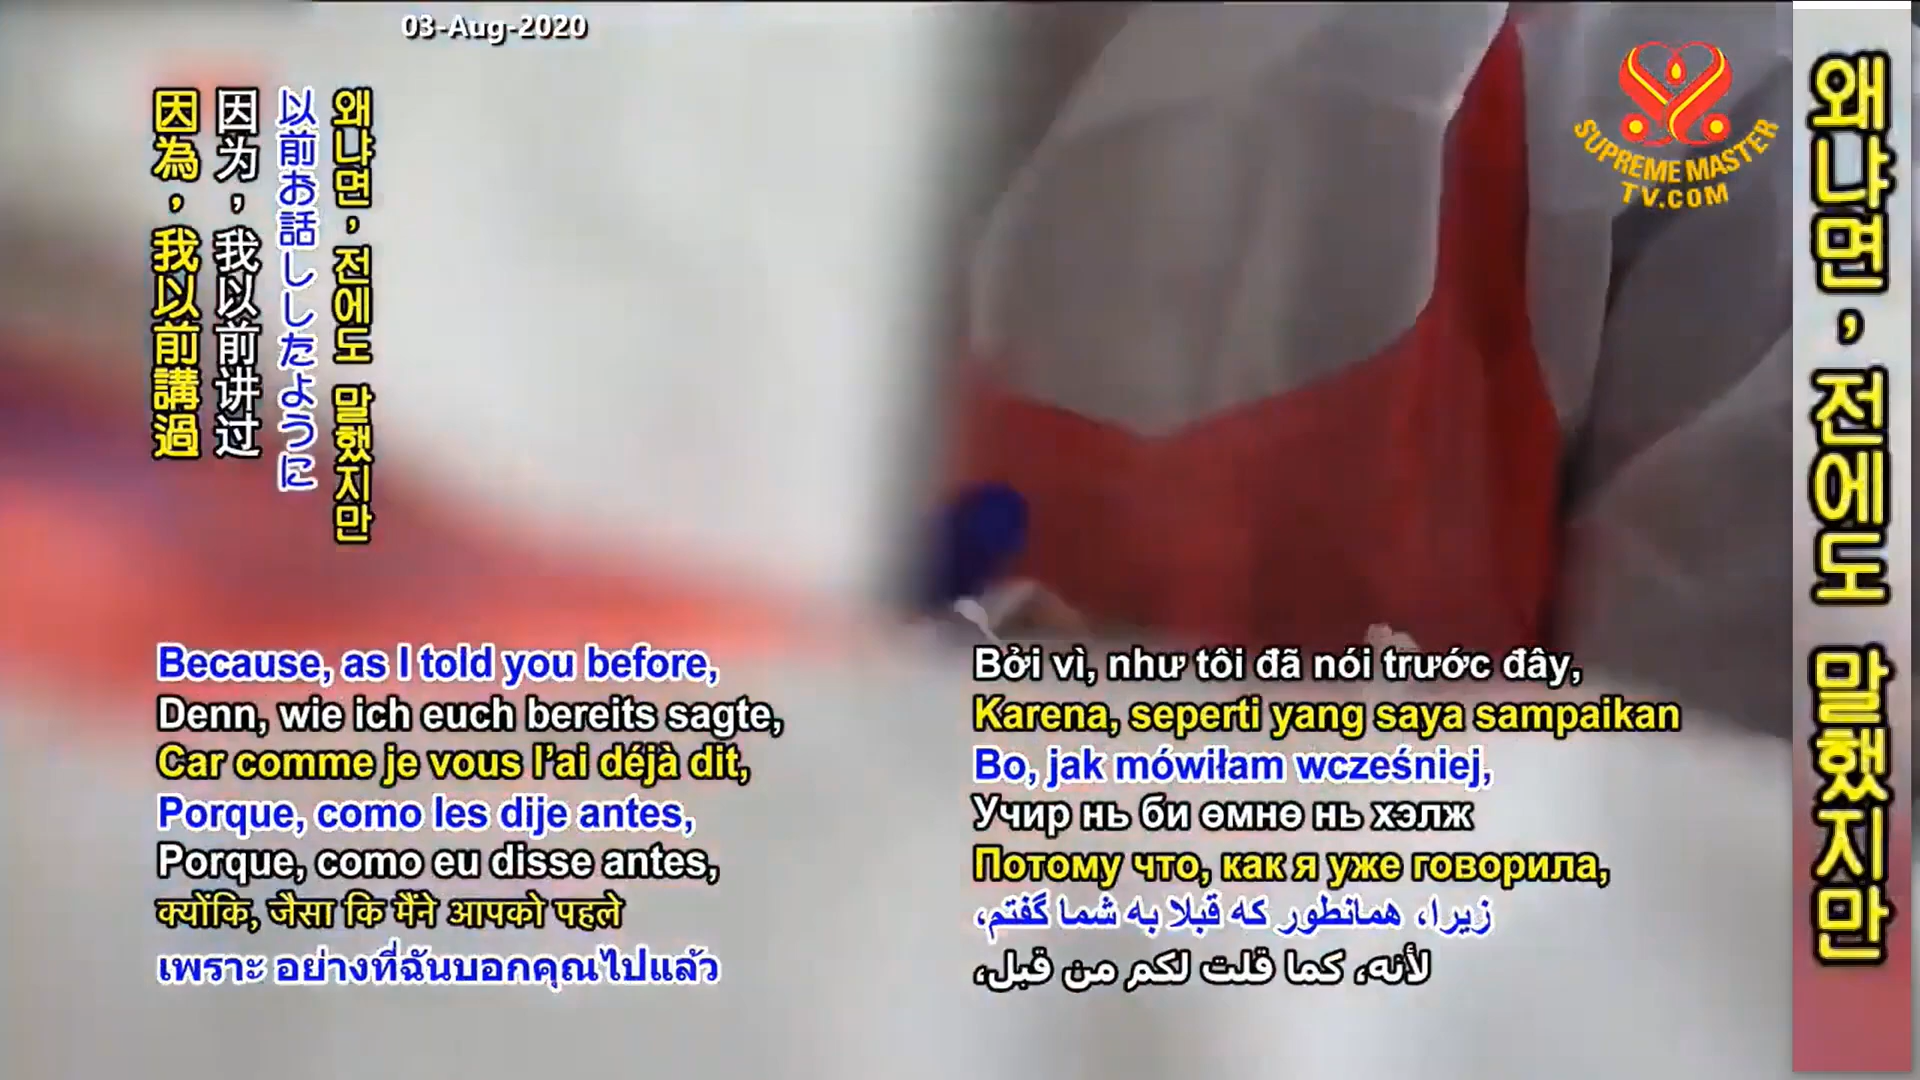 03-Aug-2020
SUPREME MASTER
TV.COM
왜냐면, 전에도 말했지만
왜냐면, 전에도 말했지만
以前お話ししたように
因为，我以前讲过
因為，我以前講過
Because, as I told you before,
Denn, wie ich euch bereits sagte,
Car comme je vous l’ai déjà dit,
Porque, como les dije antes,
Porque, como eu disse antes,
क्योंकि, जैसा कि मैंने आपको पहले
เพราะ อย่างที่ฉันบอกคุณไปแล้ว
Bởi vì, như tôi đã nói trước đây,
Karena, seperti yang saya sampaikan
Bo, jak mówiłam wcześniej,
Учир нь би өмнө нь хэлж
Потому что, как я уже говорила,
زیرا، همانطور که قبلا به شما گفتم،
لأنه، كما قلت لكم من قبل،